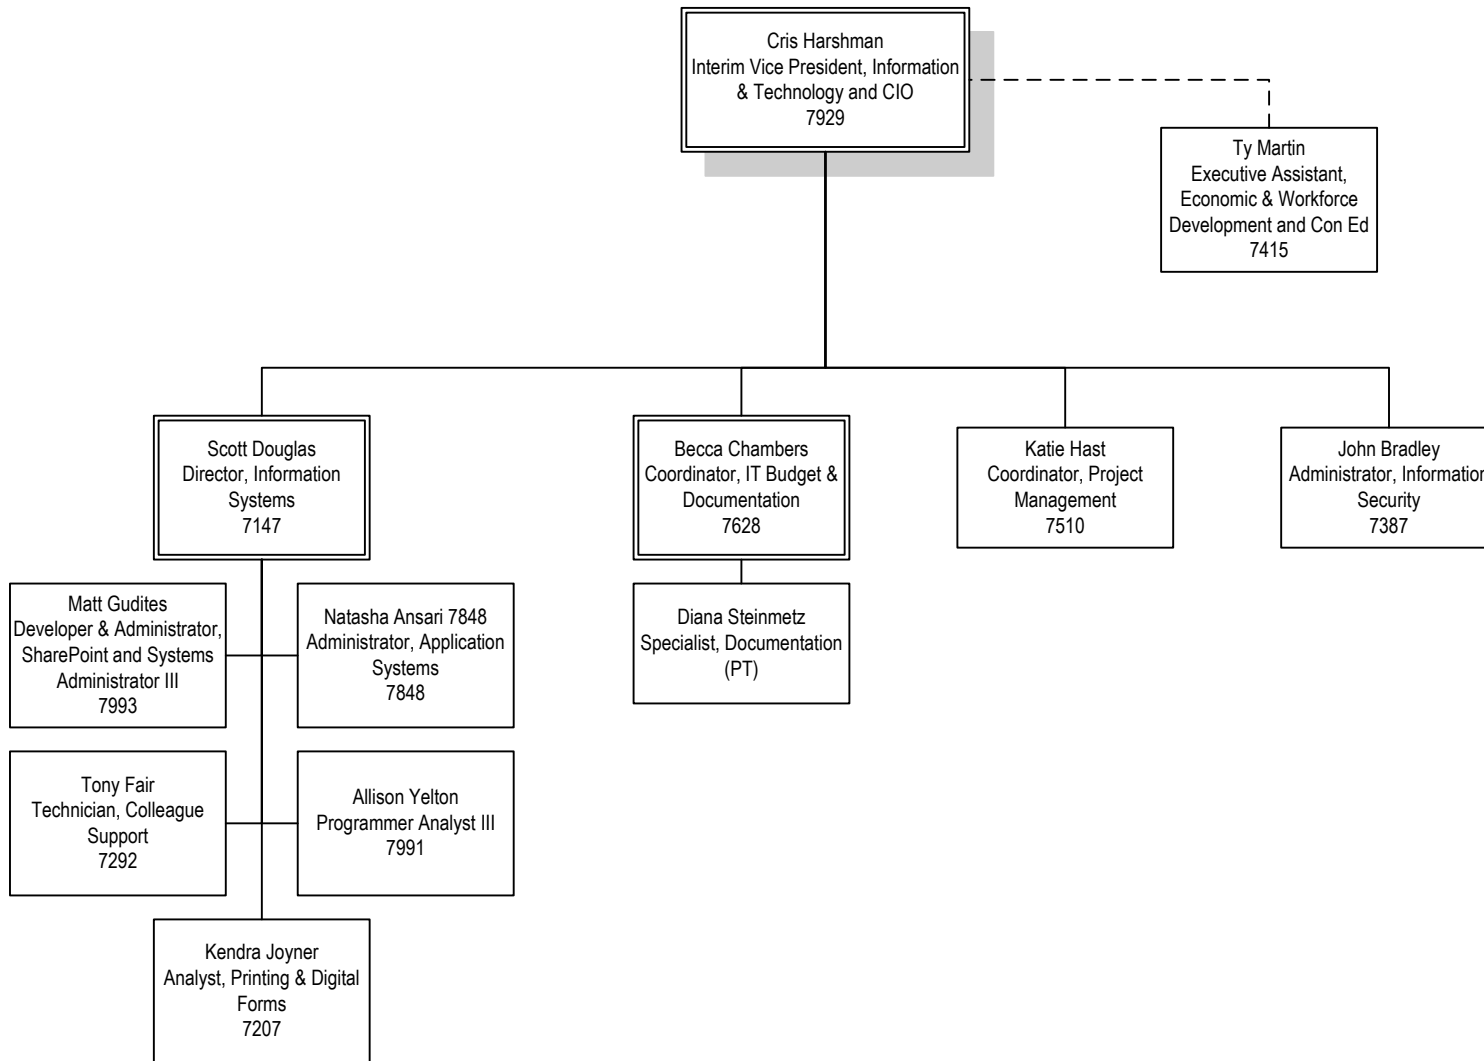 Cris Harshman
Interim Vice President, Information
& Technology and CIO
7929
Ty Martin
Executive Assistant,
Economic & Workforce
Development and Con Ed
7415
Scott Douglas
Director, Information
Systems
7147
Becca Chambers
Coordinator, IT Budget &
Documentation
7628
Katie Hast
Coordinator, Project
Management
7510
John Bradley
Administrator, Information
Security
7387
Matt Gudites
Developer & Administrator,
SharePoint and Systems
Administrator III
7993
Natasha Ansari 7848
Administrator, Application
Systems
7848
Diana Steinmetz
Specialist, Documentation
(PT)
Tony Fair
Technician, Colleague
Support
7292
Allison Yelton
Programmer Analyst III
7991
Kendra Joyner
Analyst, Printing & Digital
Forms
7207